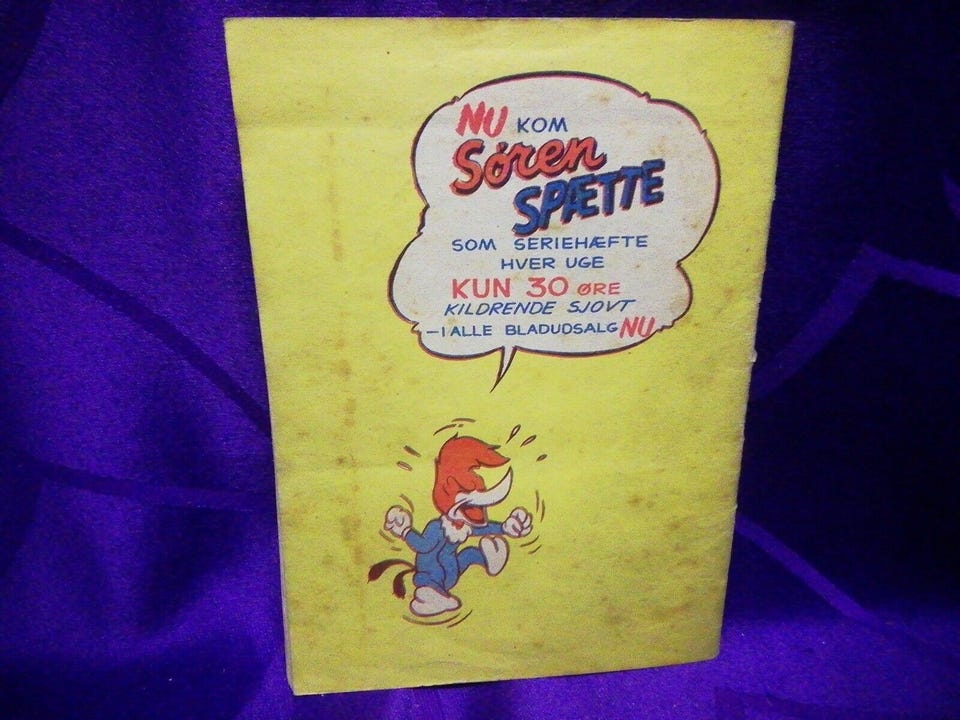 NU KOM
Søren
SPÆTTE
SOM SERIEHÆFTE
HVER UGE
KUN 30 ØRE
KILDRENDE SJOVT
– I ALLE BLADUDSALG NU